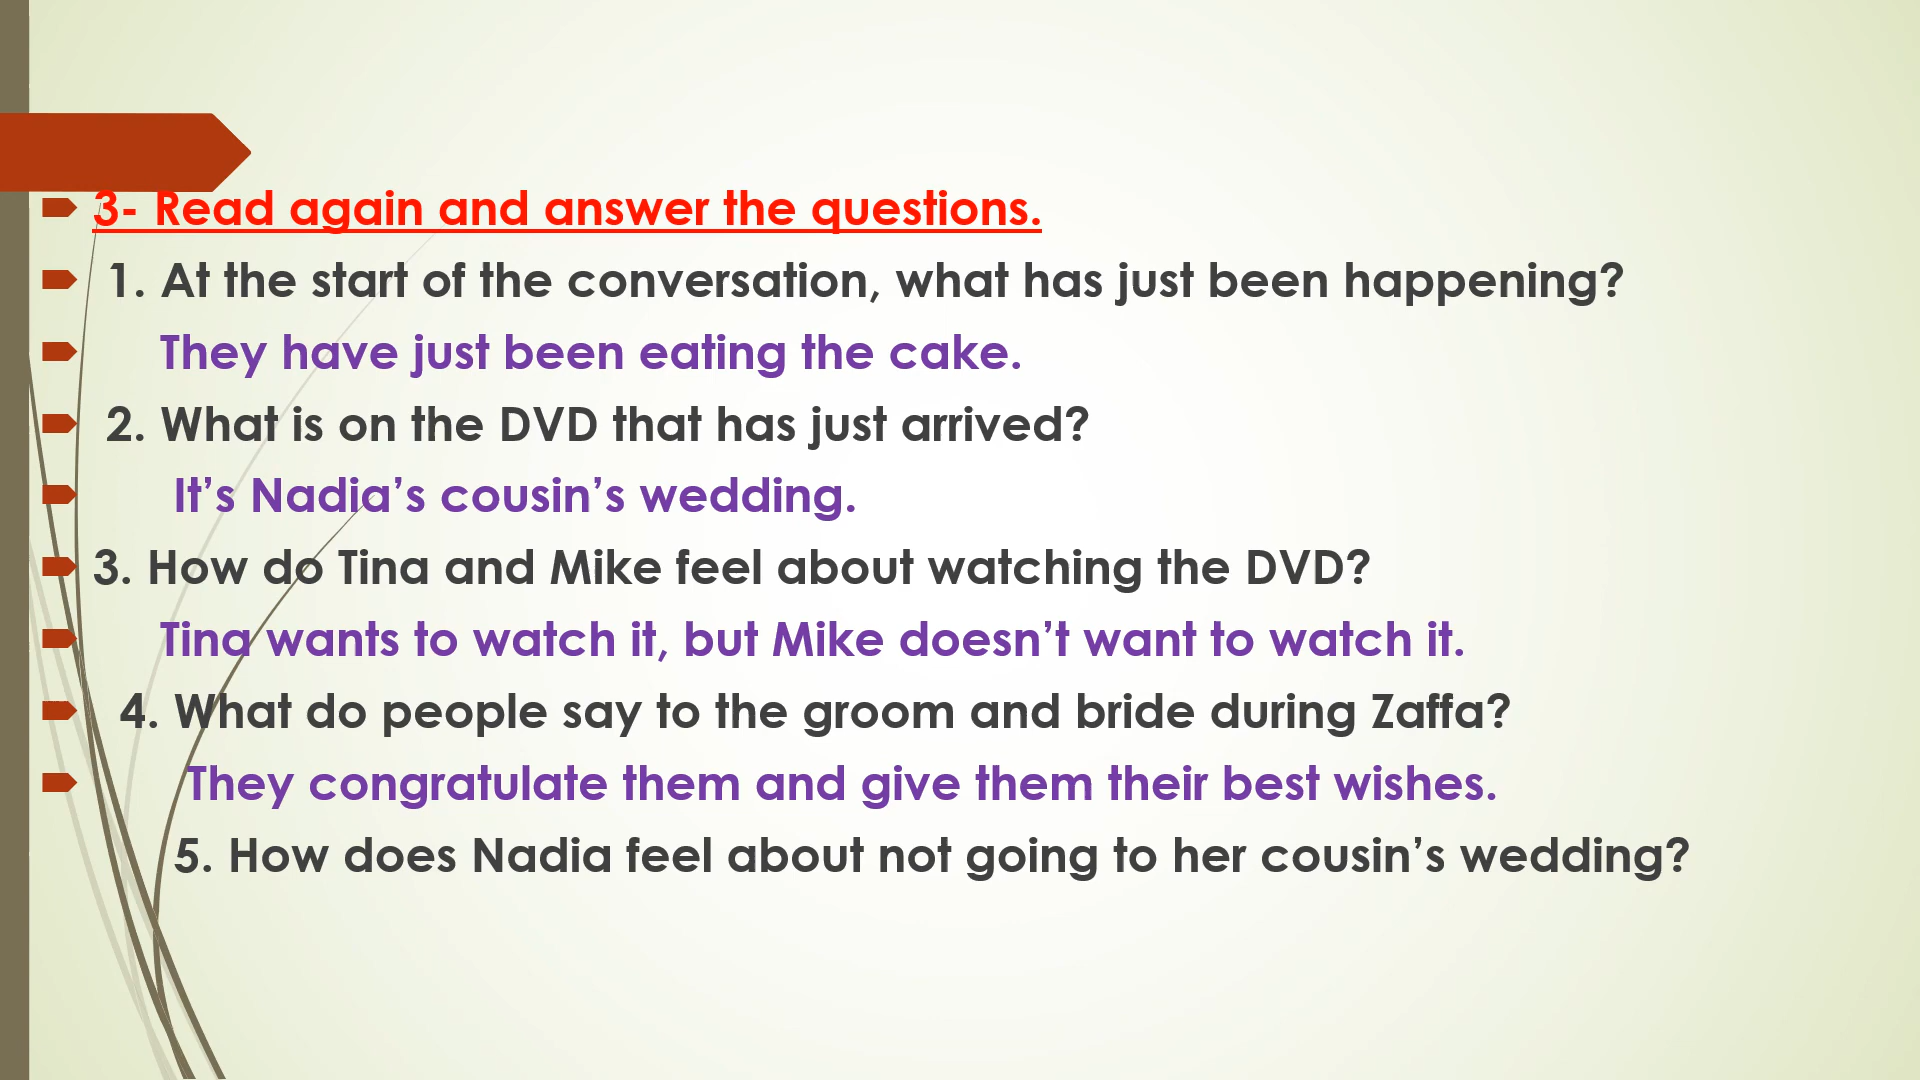 3- Read again and answer the questions.
1. At the start of the conversation, what has just been happening?
They have just been eating the cake.
2. What is on the DVD that has just arrived?
It’s Nadia’s cousin’s wedding.
3. How do Tina and Mike feel about watching the DVD?
Tina wants to watch it, but Mike doesn’t want to watch it.
4. What do people say to the groom and bride during Zaffa?
They congratulate them and give them their best wishes.
5. How does Nadia feel about not going to her cousin’s wedding?